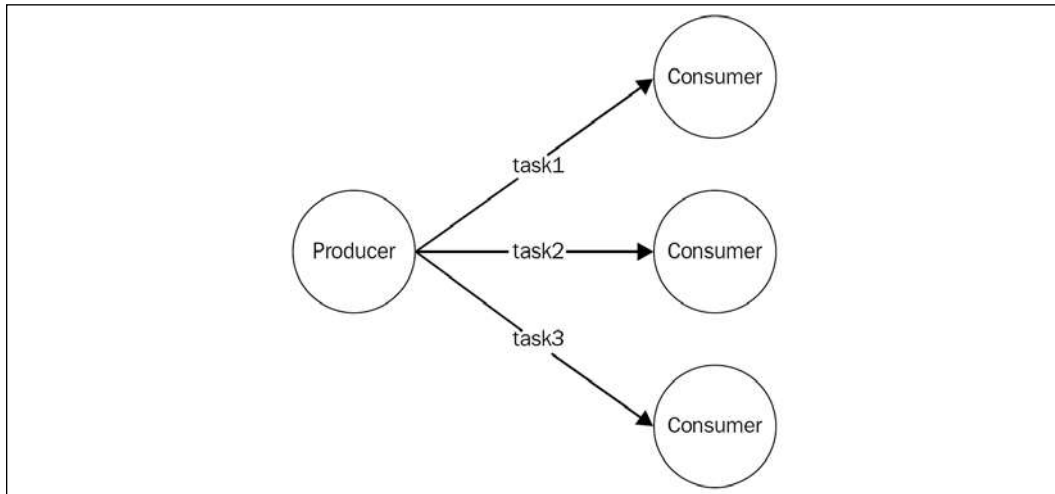 Consumer
task1
Producer
task2
Consumer
task3
Consumer